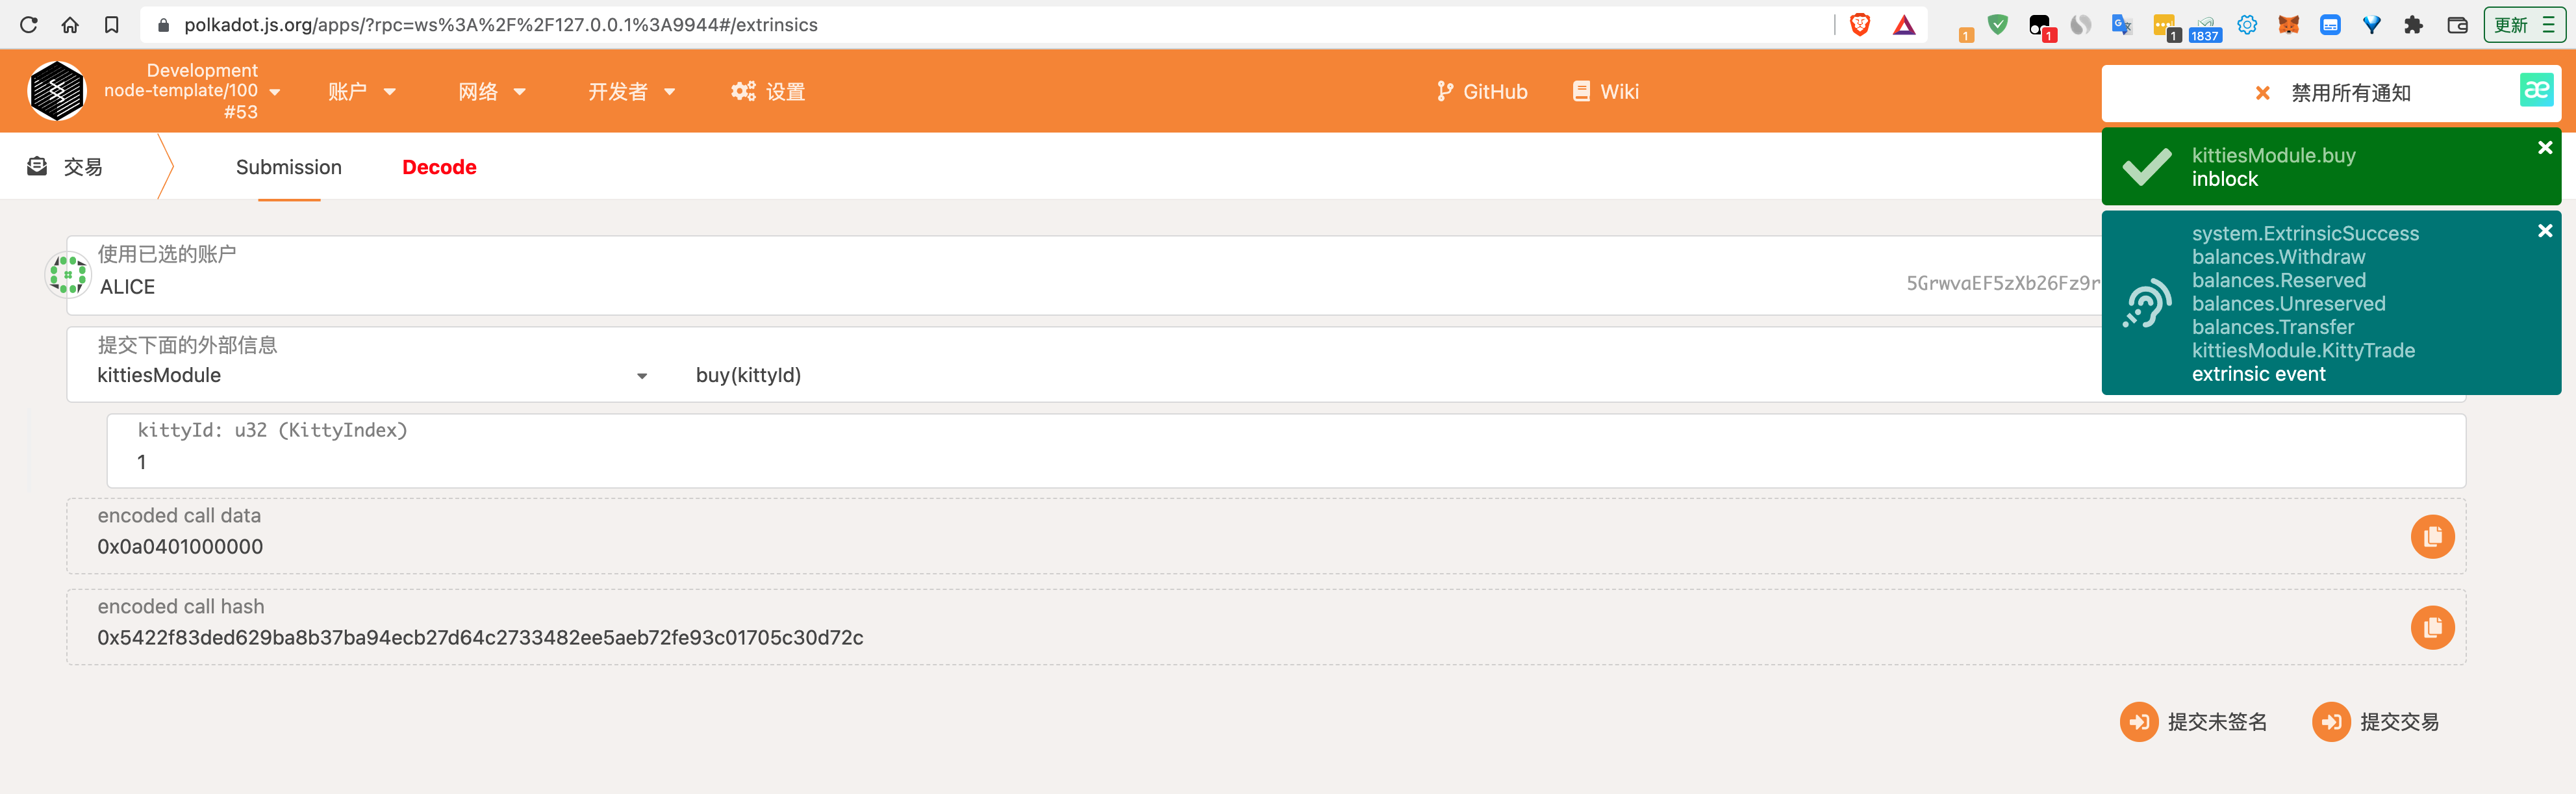 polkadot.js.org/apps/?rpc=ws%3A%2F%2F127.0.0.1%3A9944#/extrinsics
1
1
1
1837
更新
Development
node-template/100
#53
账户
网络
开发者
设置
GitHub
Wiki
禁用所有通知
æ
交易
Submission
Decode
kittiesModule.buy
inblock
system.ExtrinsicSuccess
balances.Withdraw
balances.Reserved
balances.Unreserved
balances.Transfer
kittiesModule.KittyTrade
extrinsic event
使用已选的账户
ALICE
5GrwvaEF5zXb26Fz9r
提交下面的外部信息
kittiesModule
buy(kittyId)
kittyId: u32 (KittyIndex)
1
encoded call data
0x0a0401000000
encoded call hash
0x5422f83ded629ba8b37ba94ecb27d64c2733482ee5aeb72fe93c01705c30d72c
提交未签名
提交交易